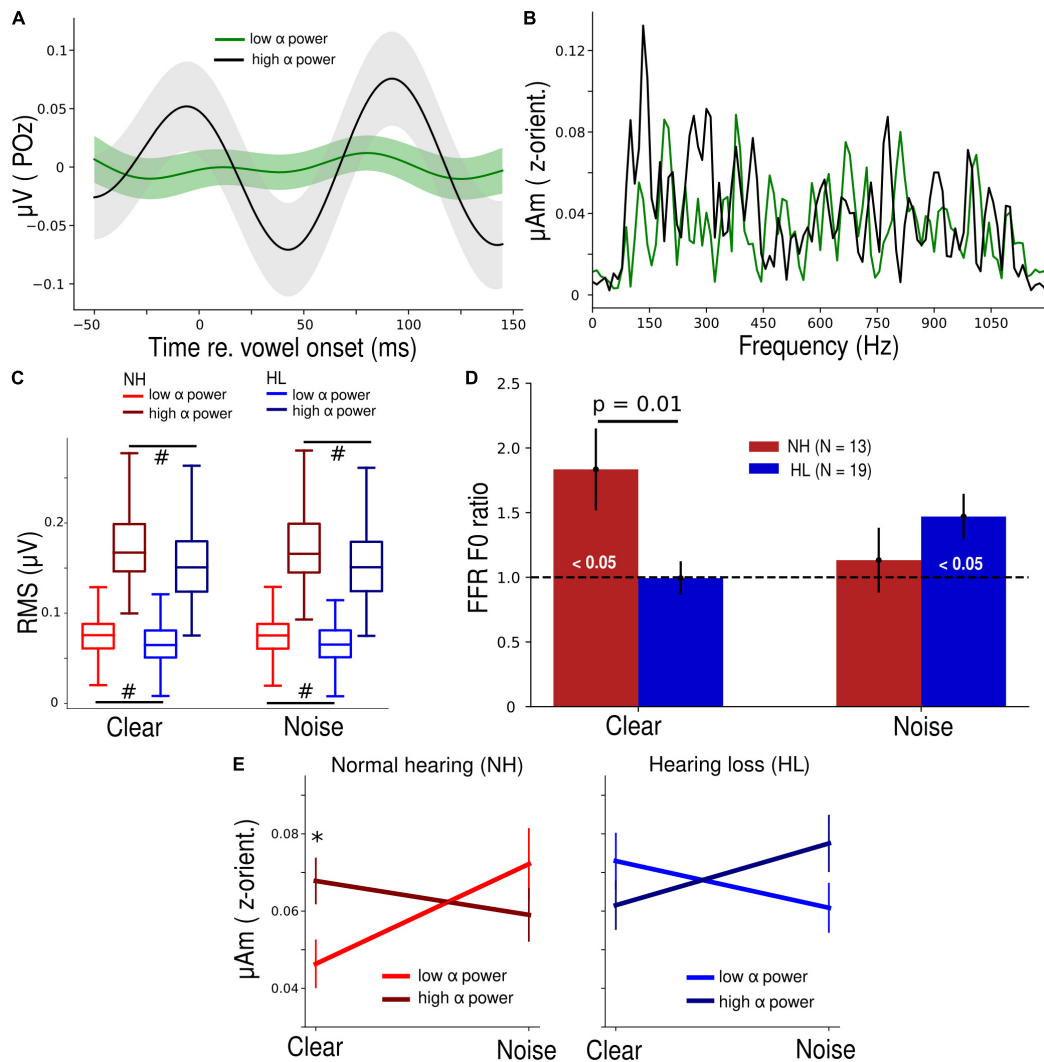 A
low α power
high α power
0.1
0.05
0
−0.05
−0.1
µV ( POz)
−50
0
50
100
150
Time re. vowel onset (ms)
B
0.12
0.08
0.04
0
µAm ( z-orient.)
0
150
300
450
600
750
900
1050
Frequency (Hz)
C
NH
low α power
high α power
HL
low α power
high α power
#
#
0.2
0.1
0
RMS (µV)
#
#
Clear
Noise
D
2.5
2.0
1.5
1.0
0.5
0
FFR F0 ratio
p = 0.01
NH (N = 13)
HL (N = 19)
< 0.05
< 0.05
Clear
Noise
E
Normal hearing (NH)
0.08
0.06
0.04
µAm ( z-orient.)
*
low α power
high α power
Clear
Noise
Hearing loss (HL)
low α power
high α power
Clear
Noise